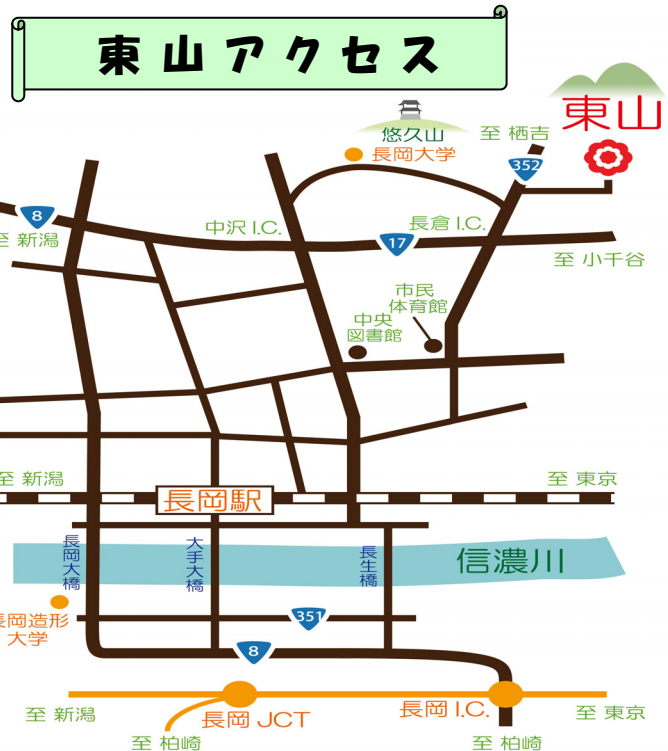 東山アクセス
東山
悠久山
長岡大学
至 栖吉
352
8
至 新潟
中沢 I.C.
長倉 I.C.
17
至 小千谷
市民
体育館
中央
図書館
至 新潟
長岡駅
至 東京
長岡大橋
大手大橋
長生橋
信濃川
長岡造形
大学
351
8
至 新潟
長岡 JCT
長岡 I.C.
至 東京
至 柏崎
至 柏崎